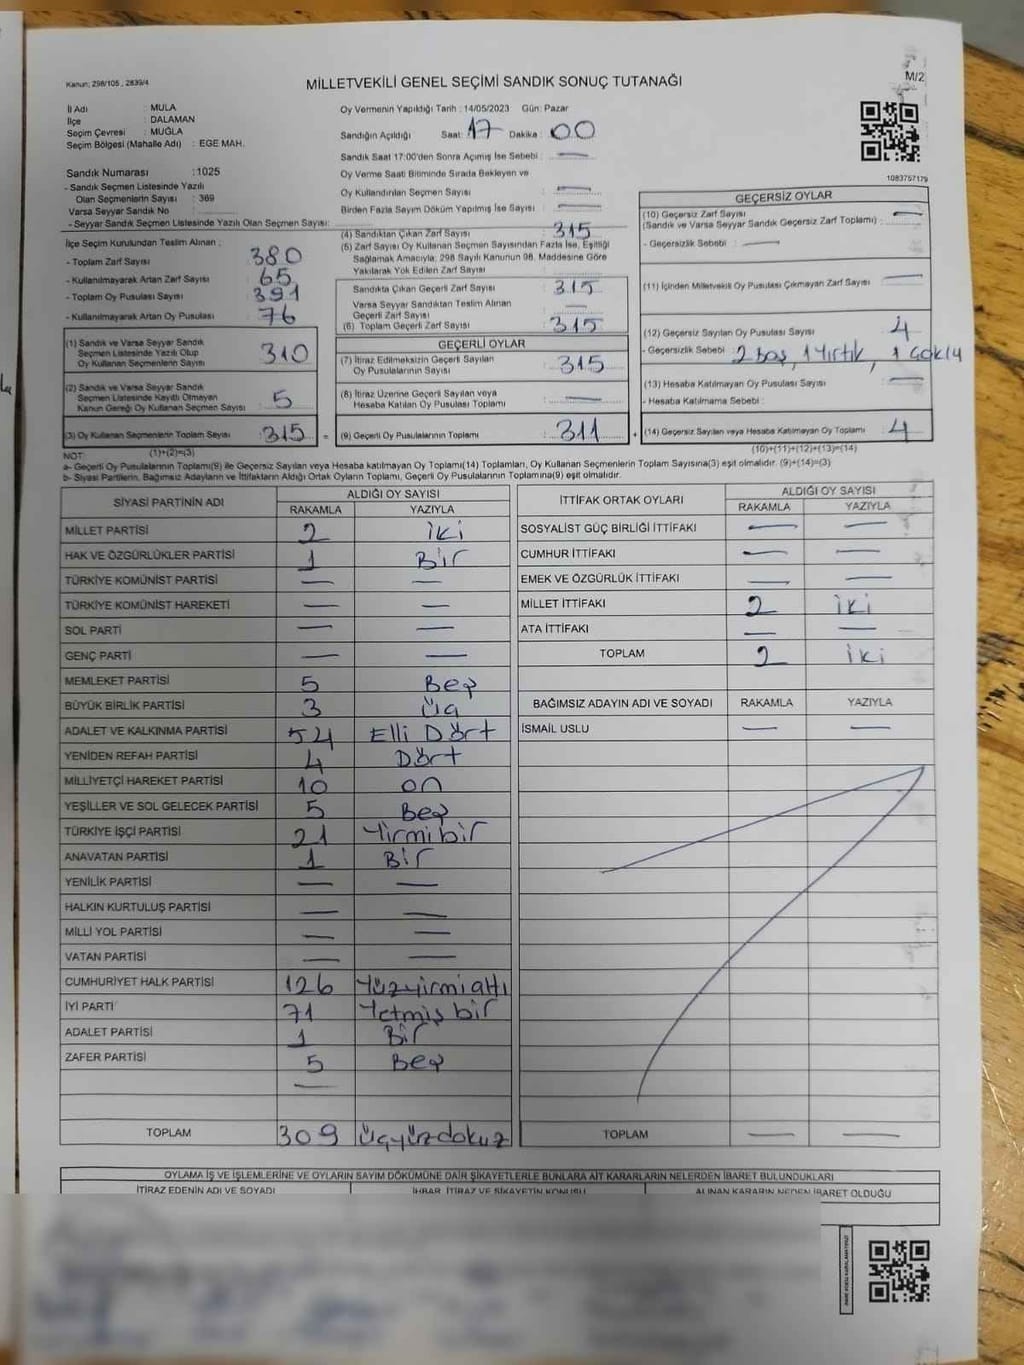 Kanun: 298/105 , 2839/4
MİLLETVEKİLİ GENEL SEÇİMİ SANDIK SONUÇ TUTANAĞI
M/2
İl Adı : MULA
İlçe : DALAMAN
Seçim Çevresi : MUĞLA
Seçim Bölgesi (Mahalle Adı) : EGE MAH.
Sandık Numarası : 1025
- Sandık Seçmen Listesinde Yazılı
Olan Seçmenlerin Sayısı : 369
Varsa Seyyar Sandık No
- Seyyar Sandık Seçmen Listesinde Yazılı Olan Seçmen Sayısı:
Oy Vermenin Yapıldığı Tarih : 14/05/2023 Gün: Pazar
Sandığın Açıldığı Saat: 17 Dakika : 00
Sandık Saat 17:00'den Sonra Açımış İse Sebebi : —
Oy Verme Saat Bitiminde Sırada Bekleyen ve
Oy Kullandırılan Seçmen Sayısı : —
Birden Fazla Sayım Döküm Yapılmış İse Sayısı : —
1083757179
İlçe Seçim Kurulundan Teslim Alınan ;
- Toplam Zarf Sayısı : 380
- Kullanılmayarak Artan Zarf Sayısı : 65
- Toplam Oy Pusulası Sayısı : 391
- Kullanılmayarak Artan Oy Pusulası : 76
(1) Sandık ve Varsa Seyyar Sandık
Seçmen Listesinde Yazılı Olup
Oy Kullanan Seçmenlerin Sayısı : 310
(2) Sandık ve Varsa Seyyar Sandık
Seçmen Listesinde Kayıtlı Olmayan
Kanun Gereği Oy Kullanan Seçmen Sayısı : 5
(3) Oy Kullanan Seçmenlerin Toplam Sayısı : 315
(4) Sandıktan Çıkan Zarf Sayısı : 315
(5) Zarf Sayısı Oy Kullanan Seçmen Sayısından Fazla İse, Eşitliği
Sağlamak Amacıyla, 298 Sayılı Kanunun 98. Maddesine Göre
Yakılarak Yok Edilen Zarf Sayısı
Sandıkta Çıkan Geçerli Zarf Sayısı : 315
Varsa Seyyar Sandıktan Teslim Alınan
Geçerli Zarf Sayısı : —
(6) Toplam Geçerli Zarf Sayısı : 315
GEÇERLİ OYLAR
(7) İtiraz Edilmeksizin Geçerli Sayılan
Oy Pusulalarının Sayısı : 315
(8) İtiraz Üzerine Geçerli Sayılan veya
Hesaba Katılan Oy Pusulası Toplamı : —
= (9) Geçerli Oy Pusulalarının Toplamı : 311
GEÇERSİZ OYLAR
(10) Geçersiz Zarf Sayısı
(Sandık ve Varsa Seyyar Sandık Geçersiz Zarf Toplamı) : —
- Geçersizlik Sebebi : —
(11) İçinden Milletvekili Oy Pusulası Çıkmayan Zarf Sayısı : —
(12) Geçersiz Sayılan Oy Pusulası Sayısı : 4
- Geçersizlik Sebebi : 2 boş, 1 Yırtık, 1 çoklu
(13) Hesaba Katılmayan Oy Pusulası Sayısı : —
- Hesaba Katılmama Sebebi :
+ (14) Geçersiz Sayılan veya Hesaba Katılmayan Oy Toplamı : 4
NOT: (1)+(2)=(3)
(10)+(11)+(12)+(13)=(14)
a- Geçerli Oy Pusulalarının Toplamı(9) ile Geçersiz Sayılan veya Hesaba katılmayan Oy Toplamı(14) Toplamları, Oy Kullanan Seçmenlerin Toplam Sayısına(3) eşit olmalıdır. (9)+(14)=(3)
b- Siyasi Partilerin, Bağımsız Adayların ve İttifakların Aldığı Ortak Oyların Toplamı, Geçerli Oy Pusulalarının Toplamına(9) eşit olmalıdır.
SİYASİ PARTİNİN ADI ALDIĞI OY SAYISI
RAKAMLA YAZIYLA
MİLLET PARTİSİ 2 iki
HAK VE ÖZGÜRLÜKLER PARTİSİ 1 Bir
TÜRKİYE KOMÜNİST PARTİSİ — —
TÜRKİYE KOMÜNİST HAREKETİ — —
SOL PARTİ — —
GENÇ PARTİ — —
MEMLEKET PARTİSİ 5 Beş
BÜYÜK BİRLİK PARTİSİ 3 üç
ADALET VE KALKINMA PARTİSİ 54 Elli Dört
YENİDEN REFAH PARTİSİ 4 Dört
MİLLİYETÇİ HAREKET PARTİSİ 10 on
YEŞİLLER VE SOL GELECEK PARTİSİ 5 Beş
TÜRKİYE İŞÇİ PARTİSİ 21 Yirmi bir
ANAVATAN PARTİSİ 1 Bir
YENİLİK PARTİSİ — —
HALKIN KURTULUŞ PARTİSİ — —
MİLLİ YOL PARTİSİ — —
VATAN PARTİSİ — —
CUMHURİYET HALK PARTİSİ 126 Yüzyirmi altı
İYİ PARTİ 71 Yetmiş bir
ADALET PARTİSİ 1 Bir
ZAFER PARTİSİ 5 Beş
—
TOPLAM 309 üçyüzdokuz
İTTİFAK ORTAK OYLARI ALDIĞI OY SAYISI
RAKAMLA YAZIYLA
SOSYALİST GÜÇ BİRLİĞİ İTTİFAKI — —
CUMHUR İTTİFAKI — —
EMEK VE ÖZGÜRLÜK İTTİFAKI — —
MİLLET İTTİFAKI 2 iki
ATA İTTİFAKI — —
TOPLAM 2 iki
BAĞIMSIZ ADAYIN ADI VE SOYADI RAKAMLA YAZIYLA
İSMAİL USLU — —
TOPLAM — —
OYLAMA İŞ VE İŞLEMLERİNE VE OYLARIN SAYIM DÖKÜMÜNE DAİR ŞİKAYETLERLE BUNLARA AİT KARARLARIN NELERDEN İBARET BULUNDUKLARI
İTİRAZ EDENİN ADI VE SOYADI İHBAR, İTİRAZ VE ŞİKAYETİN KONUSU ALINAN KARARIN NEDEN İBARET OLDUĞU